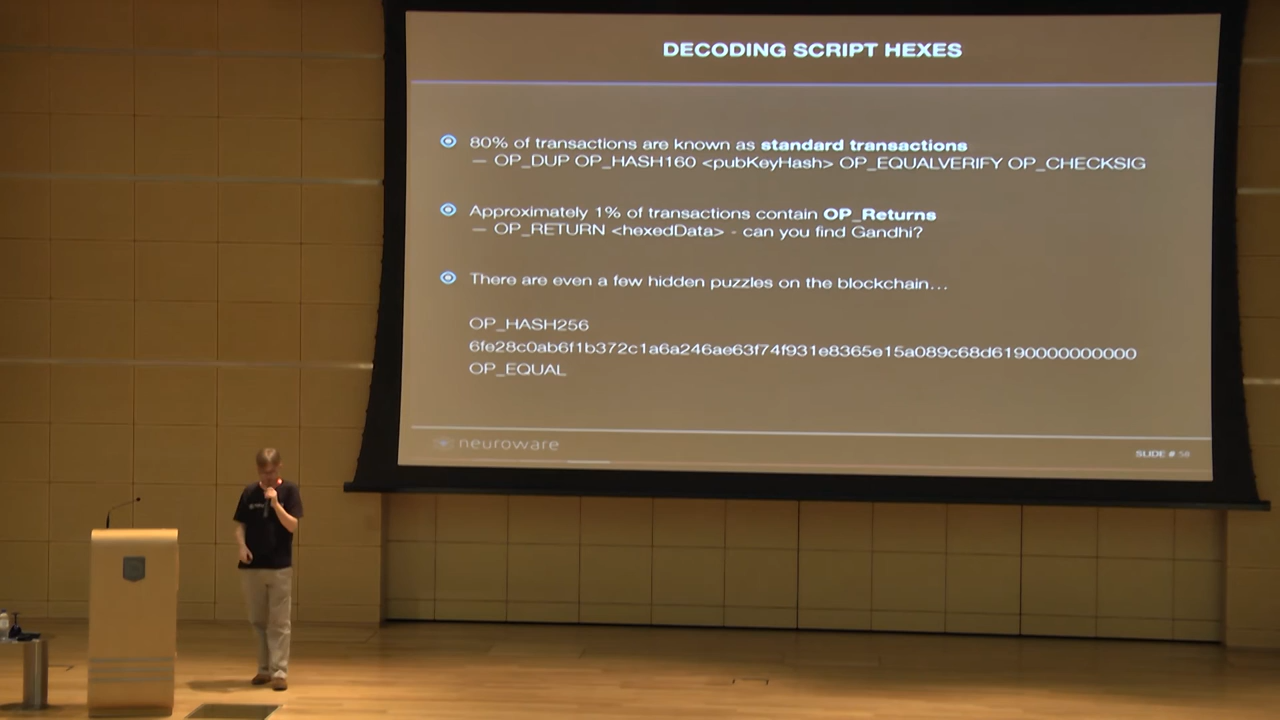 DECODING SCRIPT HEXES
80% of transactions are known as standard transactions
— OP_DUP OP_HASH160 <pubKeyHash> OP_EQUALVERIFY OP_CHECKSIG
Approximately 1% of transactions contain OP_Returns
— OP_RETURN <hexedData> - can you find Gandhi?
There are even a few hidden puzzles on the blockchain…
OP_HASH256
6fe28c0ab6f1b372c1a6a246ae63f74f931e8365e15a089c68d6190000000000
OP_EQUAL
neuroware
SLIDE # 58